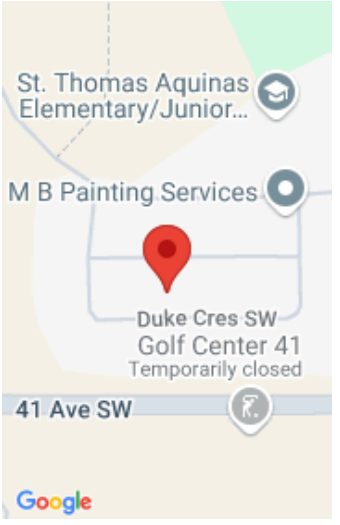 St. Thomas Aquinas
Elementary/Junior...
M B Painting Services
Duke Cres SW
Golf Center 41
Temporarily closed
41 Ave SW
Google